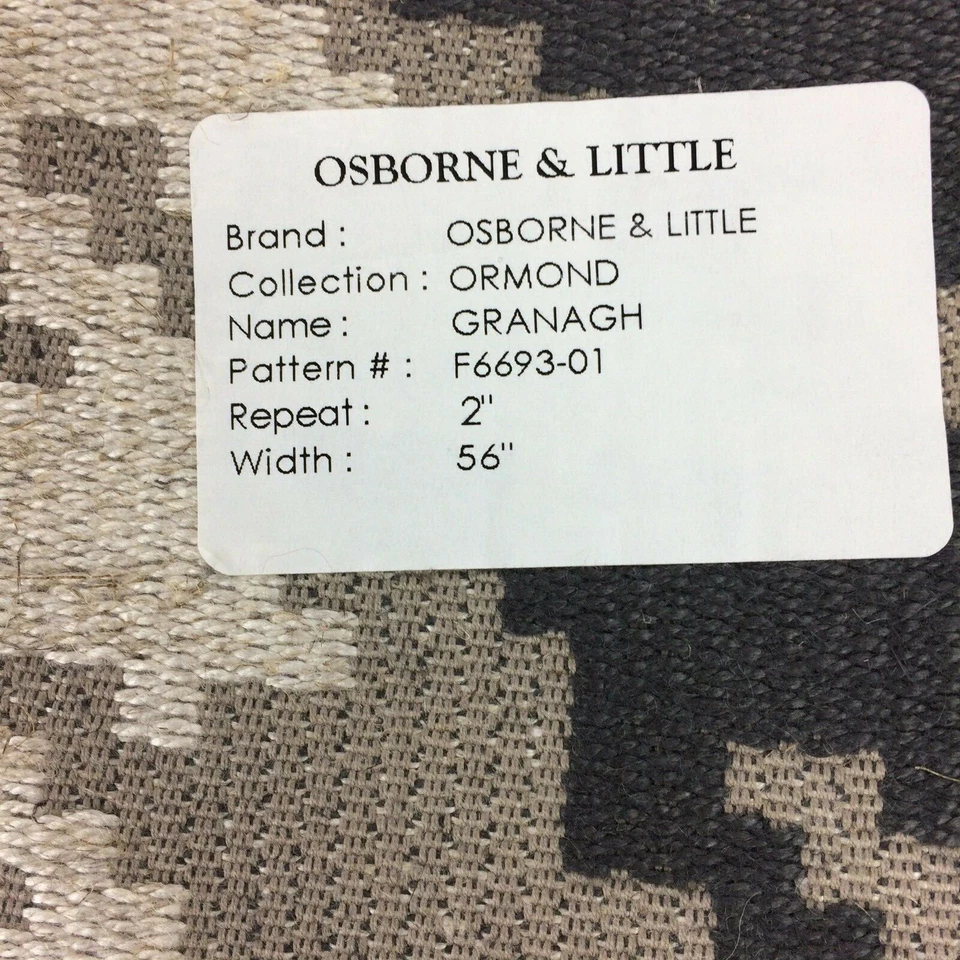 OSBORNE & LITTLE
Brand : OSBORNE & LITTLE
Collection : ORMOND
Name : GRANAGH
Pattern # : F6693-01
Repeat : 2"
Width : 56"